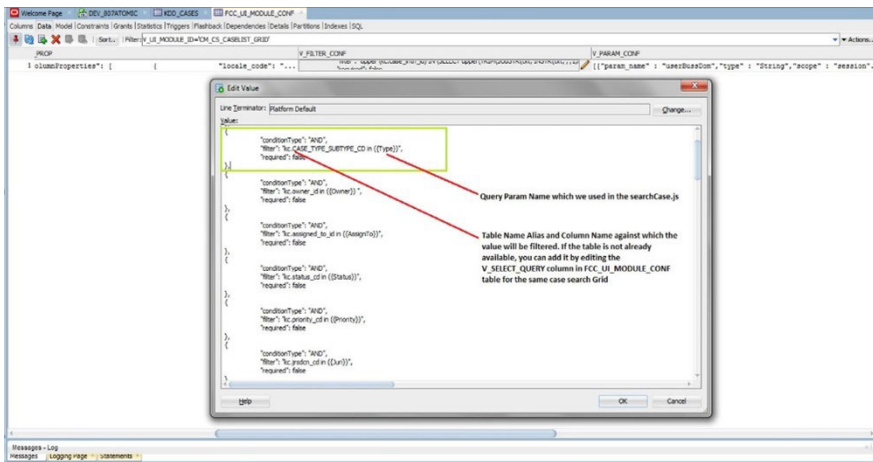 Welcome Page DEV_807ATOMIC KDD_CASES FCC_UI_MODULE_CONF
Columns Data Model Constraints Grants Statistics Triggers Flashback Dependencies Details Partitions Indexes SQL
Sort.. Filter: V_UI_MODULE_ID='CM_CS_CASELIST_GRID' Actions...
PROP V_FILTER_CONF V_PARAM_CONF
1 olumnProperties": [ { "locale_code": "... [{"param_name" : "userBussDom","type" : "String","scope" : "session",
Edit Value
Line Terminator: Platform Default Change...
Value:
{
"conditionType": "AND",
"filter": "kc.CASE_TYPE_SUBTYPE_CD in ({Type})",
"required": false
},
{
"conditionType": "AND",
"filter": "kc.owner_id in ({Owner}) ",
"required": false
},
{
"conditionType": "AND",
"filter": "kc.assigned_to_id in ({AssignTo})",
"required": false
},
{
"conditionType": "AND",
"filter": "kc.status_cd in ({Status})",
"required": false
},
{
"conditionType": "AND",
"filter": "kc.priority_cd in ({Priority})",
"required": false
},
{
"conditionType": "AND",
"filter": "kc.jrsdcn_cd in ({Juri})",
"required": false
}
Query Param Name which we used in the searchCase.js
Table Name Alias and Column Name against which the
value will be filtered. If the table is not already
available, you can add it by editing the
V_SELECT_QUERY column in FCC_UI_MODULE_CONF
table for the same case search Grid
Help OK Cancel
Messages - Log
Messages Logging Page Statements